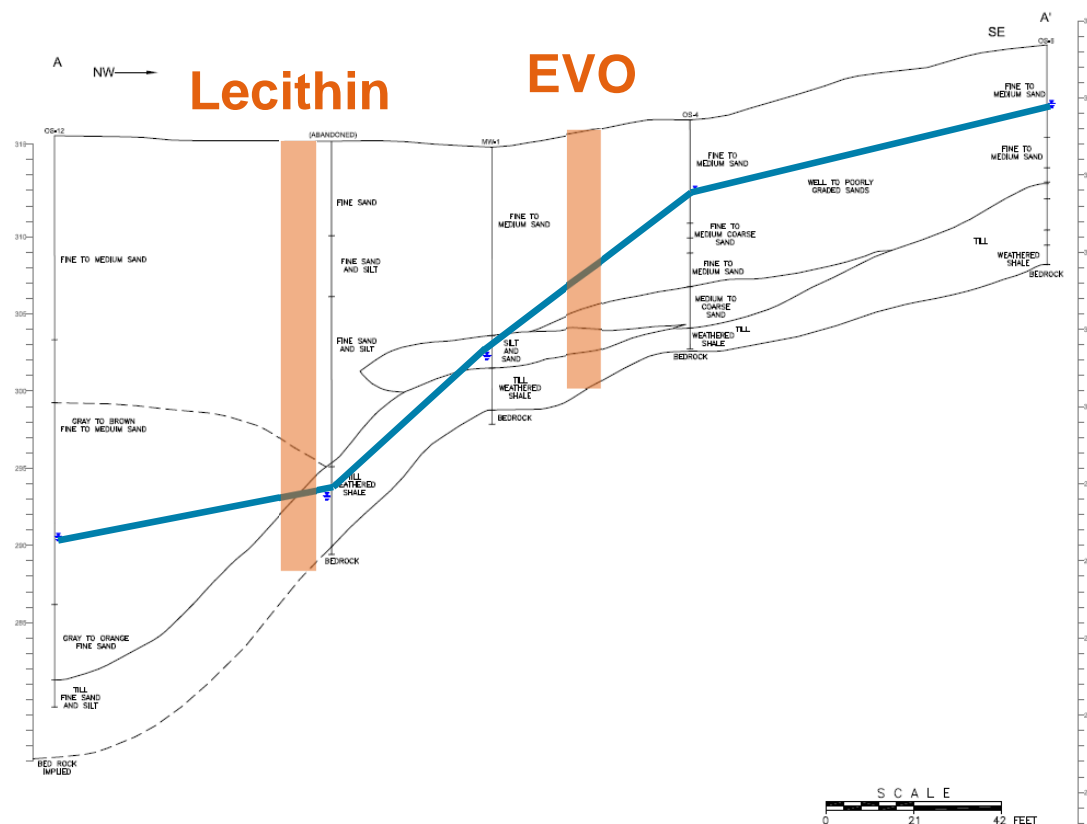 A'
SE
OS-8
A
NW
Lecithin
EVO
FINE TO
MEDIUM SAND
OS-4
OS-12
(ABANDONED)
MW-1
315
FINE TO
MEDIUM SAND
FINE TO
MEDIUM SAND
WELL TO POORLY
GRADED SANDS
FINE SAND
FINE TO
MEDIUM SAND
310
FINE TO
MEDIUM COARSE
SAND
TILL
FINE TO MEDIUM SAND
FINE SAND
AND SILT
FINE TO
MEDIUM SAND
WEATHERED
SHALE
BEDROCK
305
MEDIUM TO
COARSE
SAND
TILL
WEATHERED
SHALE
FINE SAND
AND SILT
SILT
AND
SAND
BEDROCK
300
TILL
WEATHERED
SHALE
BEDROCK
GRAY TO BROWN
FINE TO MEDUIM SAND
295
TILL
WEATHERED
SHALE
290
BEDROCK
285
GRAY TO ORANGE
FINE SAND
TILL
FINE SAND
AND SILT
BED ROCK
IMPLIED
SCALE
0 21 42 FEET